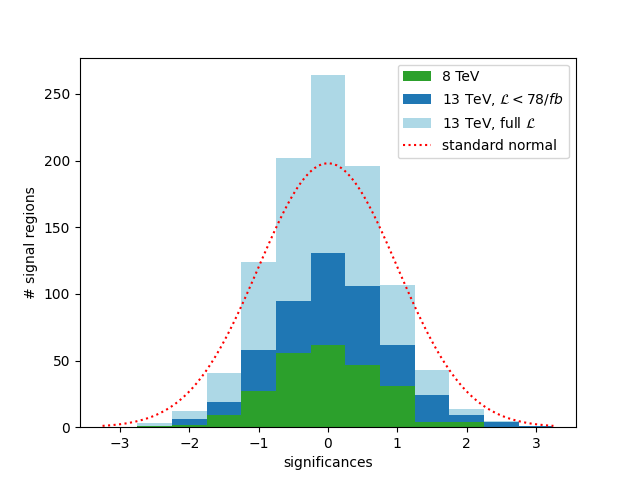 8 TeV
13 TeV, ℒ < 78/fb
13 TeV, full ℒ
standard normal
# signal regions
250
200
150
100
50
0
−3 −2 −1 0 1 2 3
significances